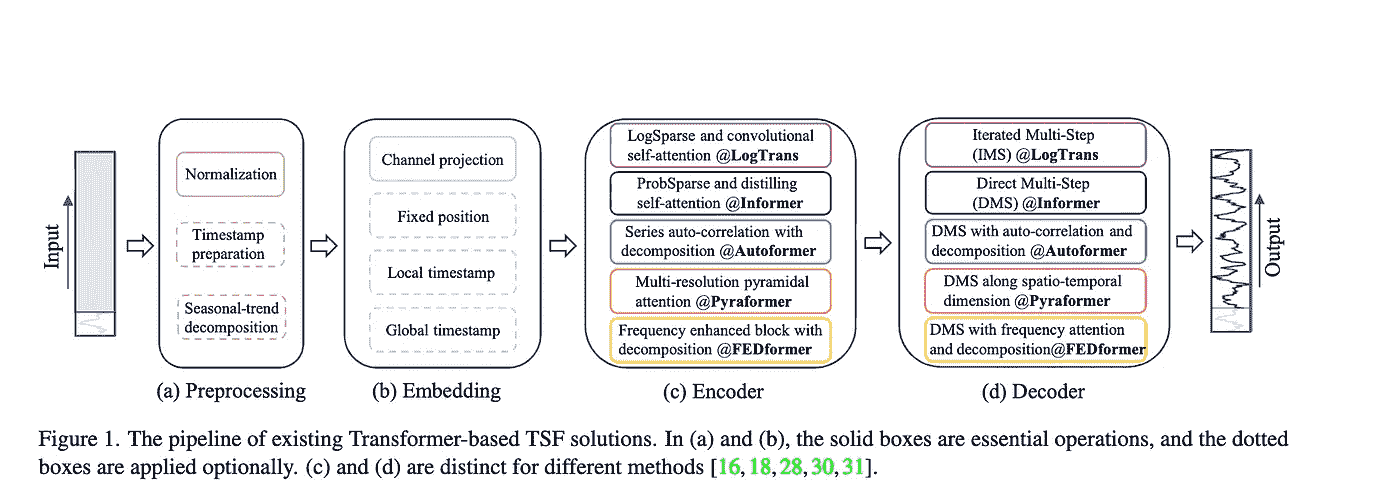 Input
Normalization
Timestamp
preparation
Seasonal-trend
decomposition
(a) Preprocessing
Channel projection
Fixed position
Local timestamp
Global timestamp
(b) Embedding
LogSparse and convolutional
self-attention @LogTrans
ProbSparse and distilling
self-attention @Informer
Series auto-correlation with
decomposition @Autoformer
Multi-resolution pyramidal
attention @Pyraformer
Frequency enhanced block with
decomposition @FEDformer
(c) Encoder
Iterated Multi-Step
(IMS) @LogTrans
Direct Multi-Step
(DMS) @Informer
DMS with auto-correlation and
decomposition @Autoformer
DMS along spatio-temporal
dimension @Pyraformer
DMS with frequency attention
and decomposition@FEDformer
(d) Decoder
Output
Figure 1. The pipeline of existing Transformer-based TSF solutions. In (a) and (b), the solid boxes are essential operations, and the dotted
boxes are applied optionally. (c) and (d) are distinct for different methods [16, 18, 28, 30, 31].